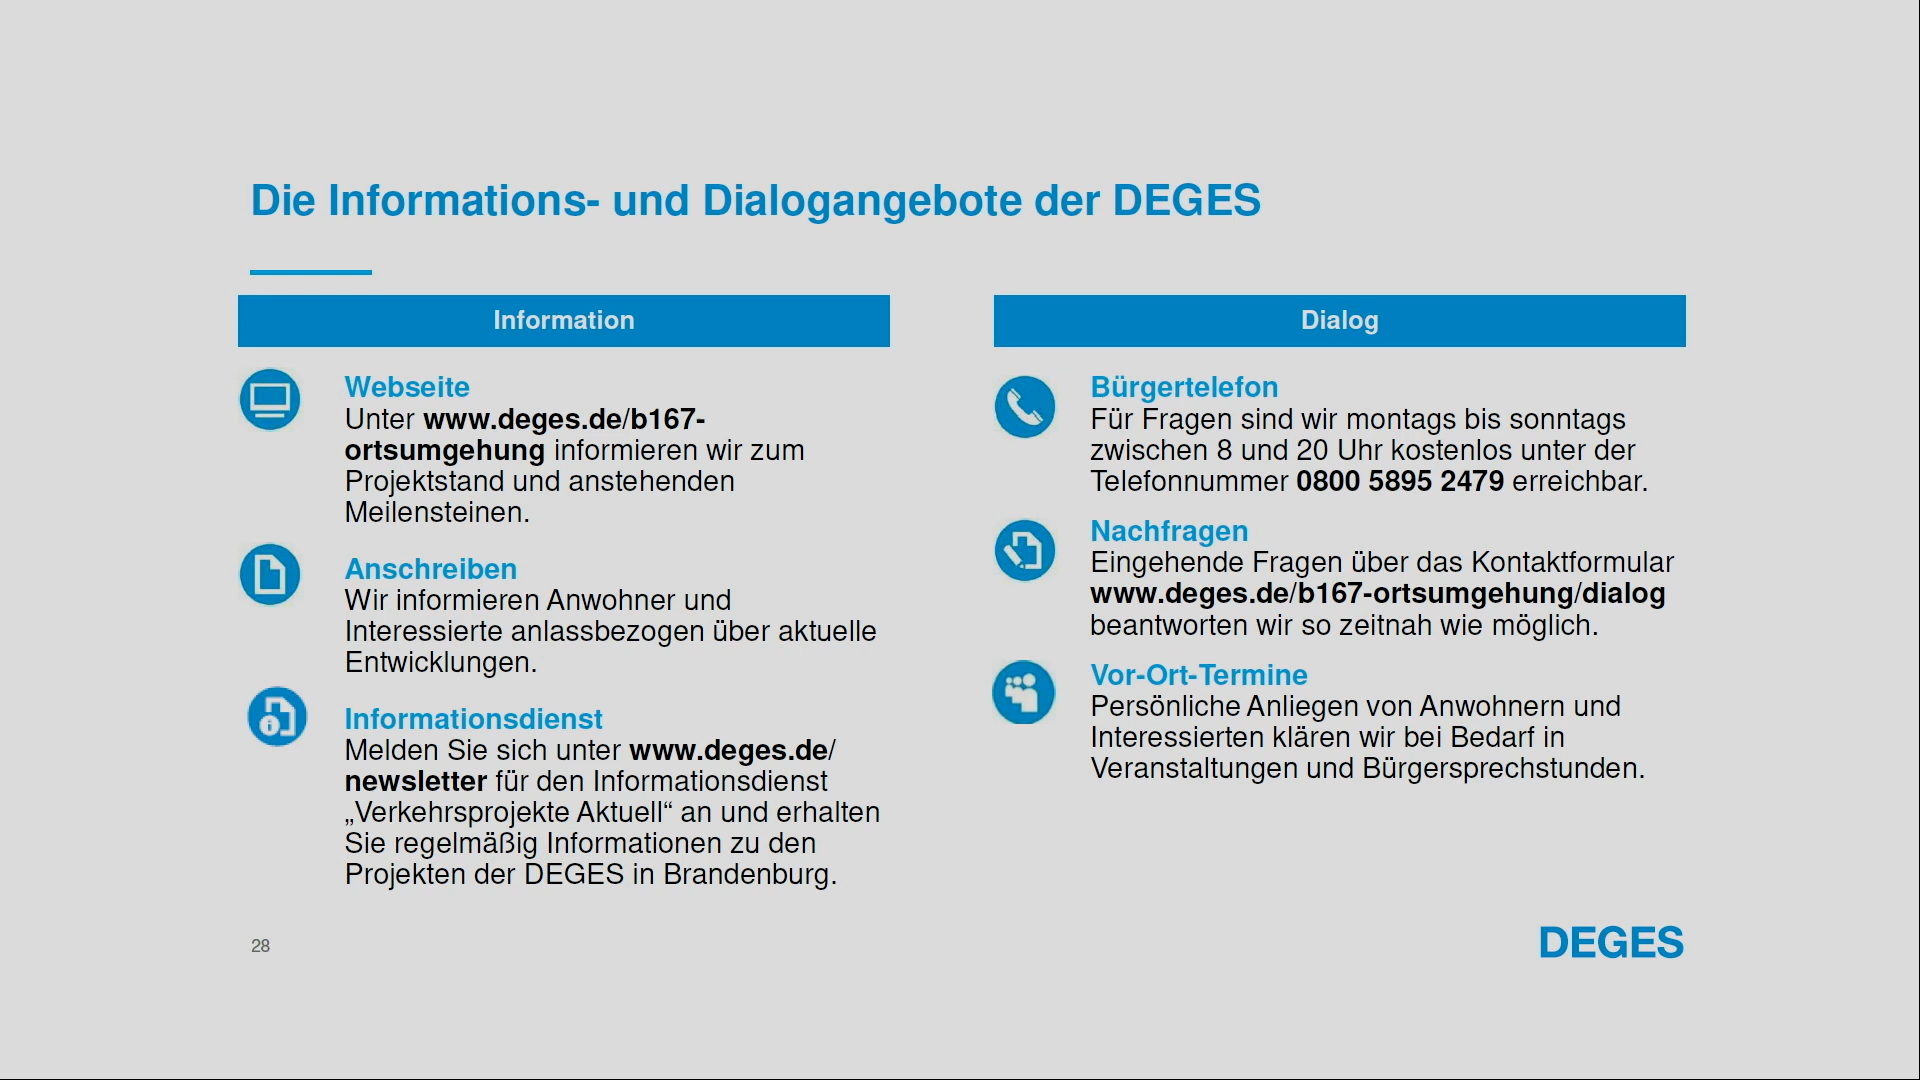 Die Informations- und Dialogangebote der DEGES
Information
Webseite
Unter www.deges.de/b167-
ortsumgehung informieren wir zum
Projektstand und anstehenden
Meilensteinen.
Anschreiben
Wir informieren Anwohner und
Interessierte anlassbezogen über aktuelle
Entwicklungen.
Informationsdienst
Melden Sie sich unter www.deges.de/
newsletter für den Informationsdienst
„Verkehrsprojekte Aktuell“ an und erhalten
Sie regelmäßig Informationen zu den
Projekten der DEGES in Brandenburg.
Dialog
Bürgertelefon
Für Fragen sind wir montags bis sonntags
zwischen 8 und 20 Uhr kostenlos unter der
Telefonnummer 0800 5895 2479 erreichbar.
Nachfragen
Eingehende Fragen über das Kontaktformular
www.deges.de/b167-ortsumgehung/dialog
beantworten wir so zeitnah wie möglich.
Vor-Ort-Termine
Persönliche Anliegen von Anwohnern und
Interessierten klären wir bei Bedarf in
Veranstaltungen und Bürgersprechstunden.
28
DEGES